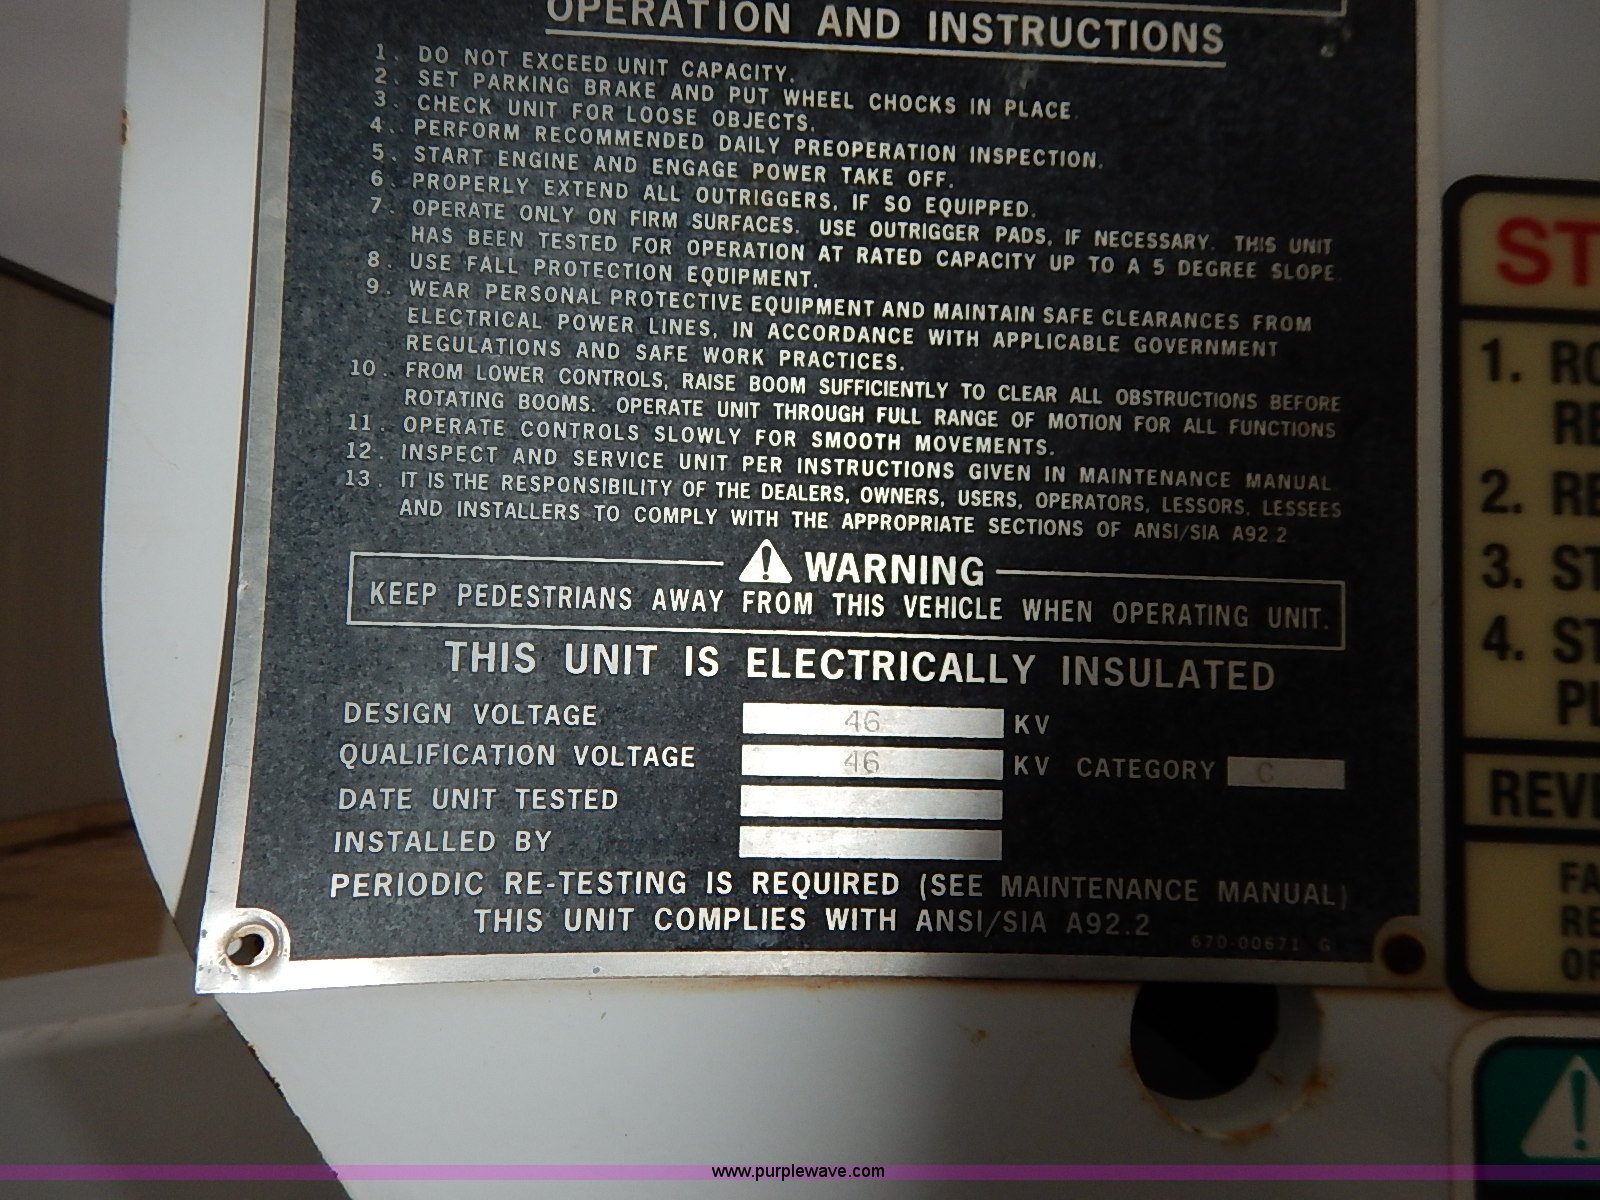 OPERATION AND INSTRUCTIONS
1. DO NOT EXCEED UNIT CAPACITY.
2. SET PARKING BRAKE AND PUT WHEEL CHOCKS IN PLACE.
3. CHECK UNIT FOR LOOSE OBJECTS.
4. PERFORM RECOMMENDED DAILY PREOPERATION INSPECTION.
5. START ENGINE AND ENGAGE POWER TAKE OFF.
6. PROPERLY EXTEND ALL OUTRIGGERS, IF SO EQUIPPED.
7. OPERATE ONLY ON FIRM SURFACES. USE OUTRIGGER PADS, IF NECESSARY. THIS UNIT
HAS BEEN TESTED FOR OPERATION AT RATED CAPACITY UP TO A 5 DEGREE SLOPE.
8. USE FALL PROTECTION EQUIPMENT.
9. WEAR PERSONAL PROTECTIVE EQUIPMENT AND MAINTAIN SAFE CLEARANCES FROM
ELECTRICAL POWER LINES, IN ACCORDANCE WITH APPLICABLE GOVERNMENT
REGULATIONS AND SAFE WORK PRACTICES.
10. FROM LOWER CONTROLS, RAISE BOOM SUFFICIENTLY TO CLEAR ALL OBSTRUCTIONS BEFORE
ROTATING BOOMS. OPERATE UNIT THROUGH FULL RANGE OF MOTION FOR ALL FUNCTIONS
11. OPERATE CONTROLS SLOWLY FOR SMOOTH MOVEMENTS.
12. INSPECT AND SERVICE UNIT PER INSTRUCTIONS GIVEN IN MAINTENANCE MANUAL
13. IT IS THE RESPONSIBILITY OF THE DEALERS, OWNERS, USERS, OPERATORS, LESSORS, LESSEES
AND INSTALLERS TO COMPLY WITH THE APPROPRIATE SECTIONS OF ANSI/SIA A92.2
WARNING
KEEP PEDESTRIANS AWAY FROM THIS VEHICLE WHEN OPERATING UNIT.
THIS UNIT IS ELECTRICALLY INSULATED
DESIGN VOLTAGE 46 KV
QUALIFICATION VOLTAGE 46 KV CATEGORY C
DATE UNIT TESTED
INSTALLED BY
PERIODIC RE-TESTING IS REQUIRED (SEE MAINTENANCE MANUAL)
THIS UNIT COMPLIES WITH ANSI/SIA A92.2
670-00671 G
ST
1. RO
RE
2. RE
3. ST
4. ST
PL
REVE
FA
RE
OF
www.purplewave.com